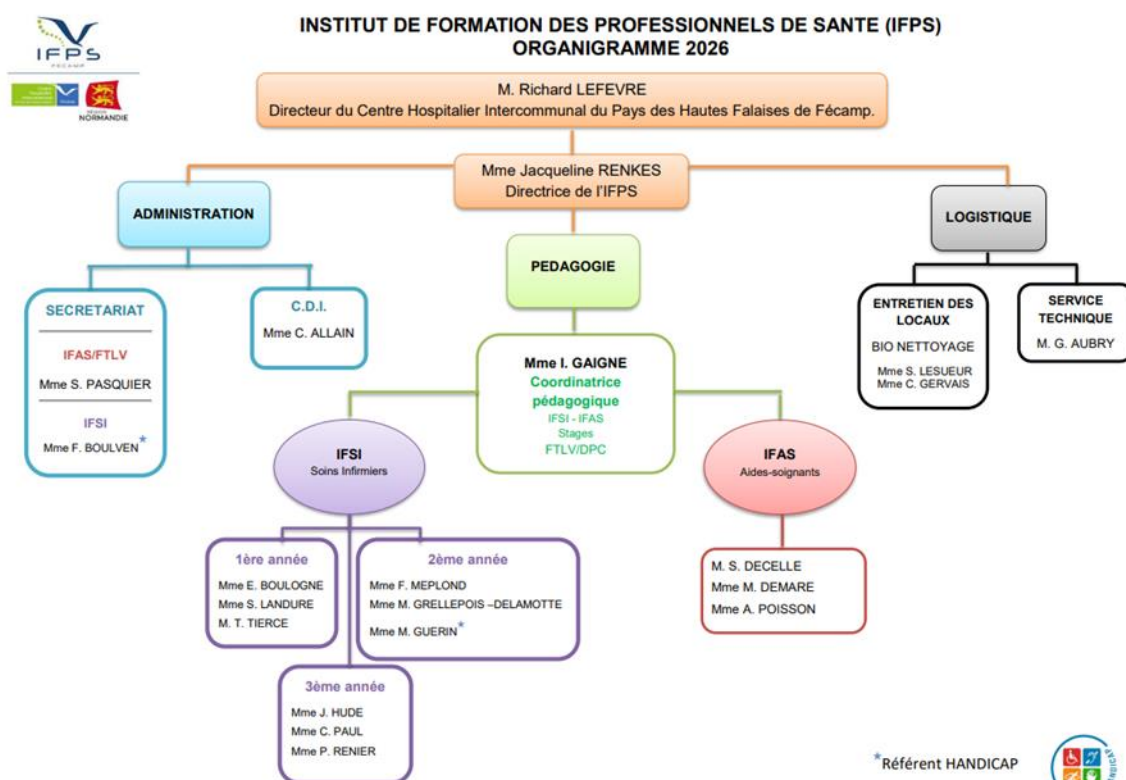 IFPS
FECAMP
RÉGION
NORMANDIE
INSTITUT DE FORMATION DES PROFESSIONNELS DE SANTE (IFPS)
ORGANIGRAMME 2026
M. Richard LEFEVRE
Directeur du Centre Hospitalier Intercommunal du Pays des Hautes Falaises de Fécamp.
Mme Jacqueline RENKES
Directrice de l'IFPS
ADMINISTRATION
LOGISTIQUE
PEDAGOGIE
SECRETARIAT
IFAS/FTLV
Mme S. PASQUIER
IFSI
Mme F. BOULVEN*
C.D.I.
Mme C. ALLAIN
ENTRETIEN DES
LOCAUX
BIO NETTOYAGE
Mme S. LESUEUR
Mme C. GERVAIS
SERVICE
TECHNIQUE
M. G. AUBRY
Mme I. GAIGNE
Coordinatrice
pédagogique
IFSI - IFAS
Stages
FTLV/DPC
IFSI
Soins Infirmiers
IFAS
Aides-soignants
1ère année
Mme E. BOULOGNE
Mme S. LANDURE
M. T. TIERCE
2ème année
Mme F. MEPLOND
Mme M. GRELLEPOIS –DELAMOTTE
Mme M. GUERIN*
M. S. DECELLE
Mme M. DEMARE
Mme A. POISSON
3ème année
Mme J. HUDE
Mme C. PAUL
Mme P. RENIER
*Référent HANDICAP